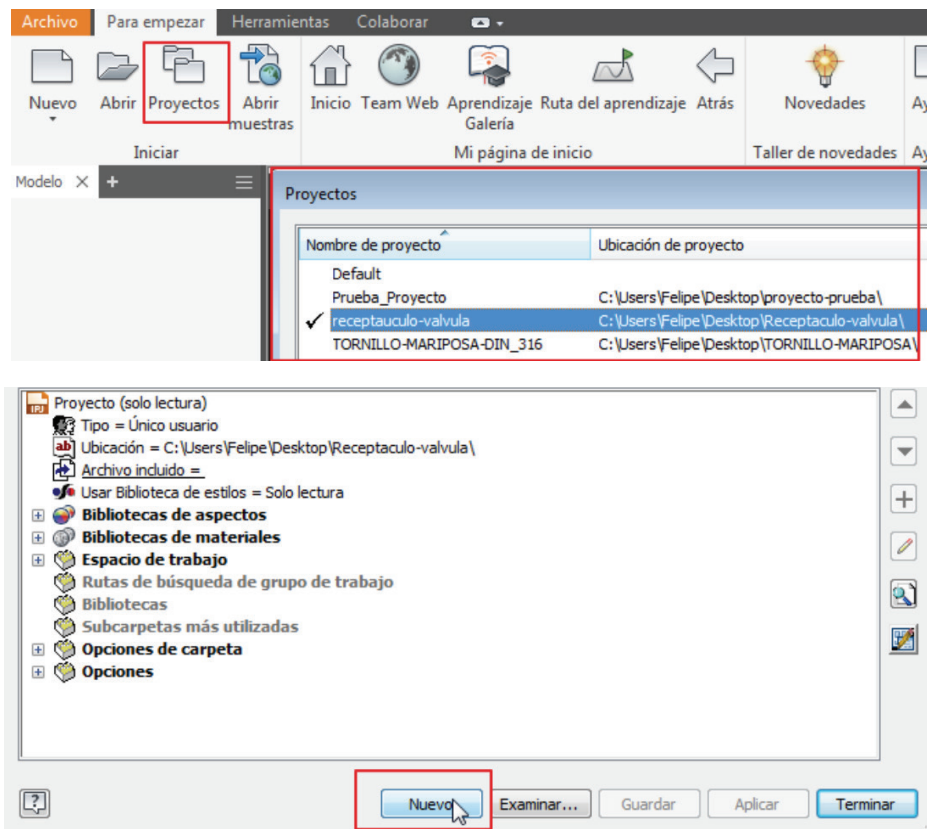 Archivo Para empezar Herramientas Colaborar
Nuevo Abrir Proyectos Abrir muestras Inicio Team Web Aprendizaje Galería Ruta del aprendizaje Atrás Novedades Ay
Iniciar Mi página de inicio Taller de novedades Ay
Modelo
Proyectos
Nombre de proyecto Ubicación de proyecto
Default
Prueba_Proyecto C:\Users\Felipe\Desktop\proyecto-prueba\
receptauculo-valvula C:\Users\Felipe\Desktop\Receptaculo-valvula\
TORNILLO-MARIPOSA-DIN_316 C:\Users\Felipe\Desktop\TORNILLO-MARIPOSA\
IPJ Proyecto (solo lectura)
Tipo = Único usuario
ab Ubicación = C:\Users\Felipe\Desktop\Receptaculo-valvula\
Archivo incluido =
Usar Biblioteca de estilos = Solo lectura
Bibliotecas de aspectos
Bibliotecas de materiales
Espacio de trabajo
Rutas de búsqueda de grupo de trabajo
Bibliotecas
Subcarpetas más utilizadas
Opciones de carpeta
Opciones
? Nuevo Examinar... Guardar Aplicar Terminar